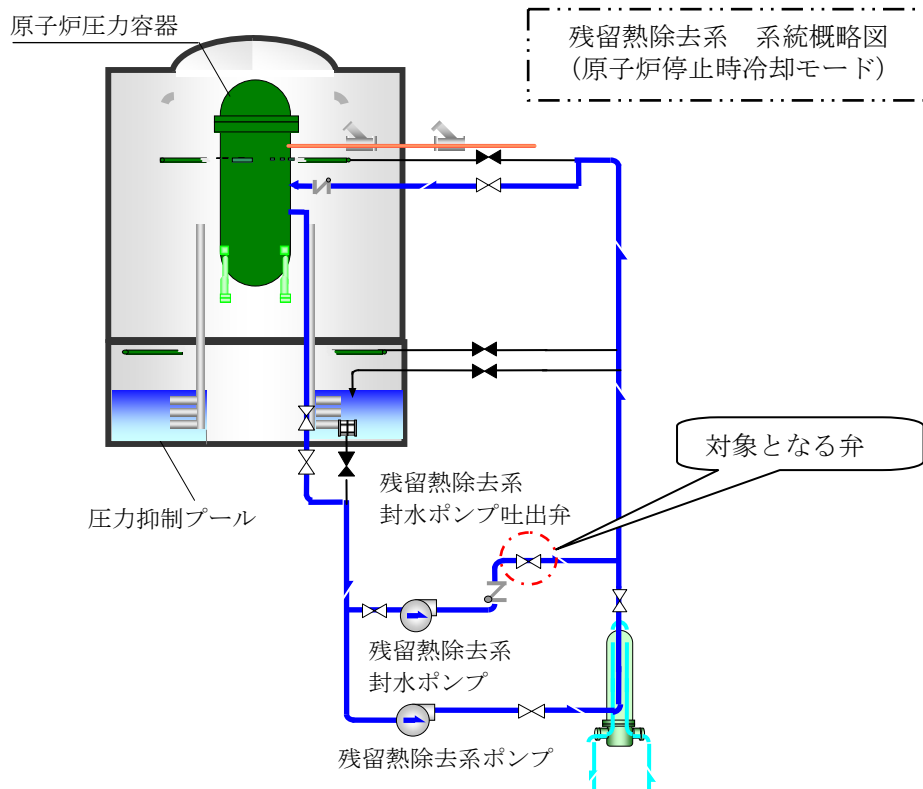 原子炉圧力容器
残留熱除去系　系統概略図
（原子炉停止時冷却モード）
対象となる弁
残留熱除去系
封水ポンプ吐出弁
圧力抑制プール
残留熱除去系
封水ポンプ
残留熱除去系ポンプ